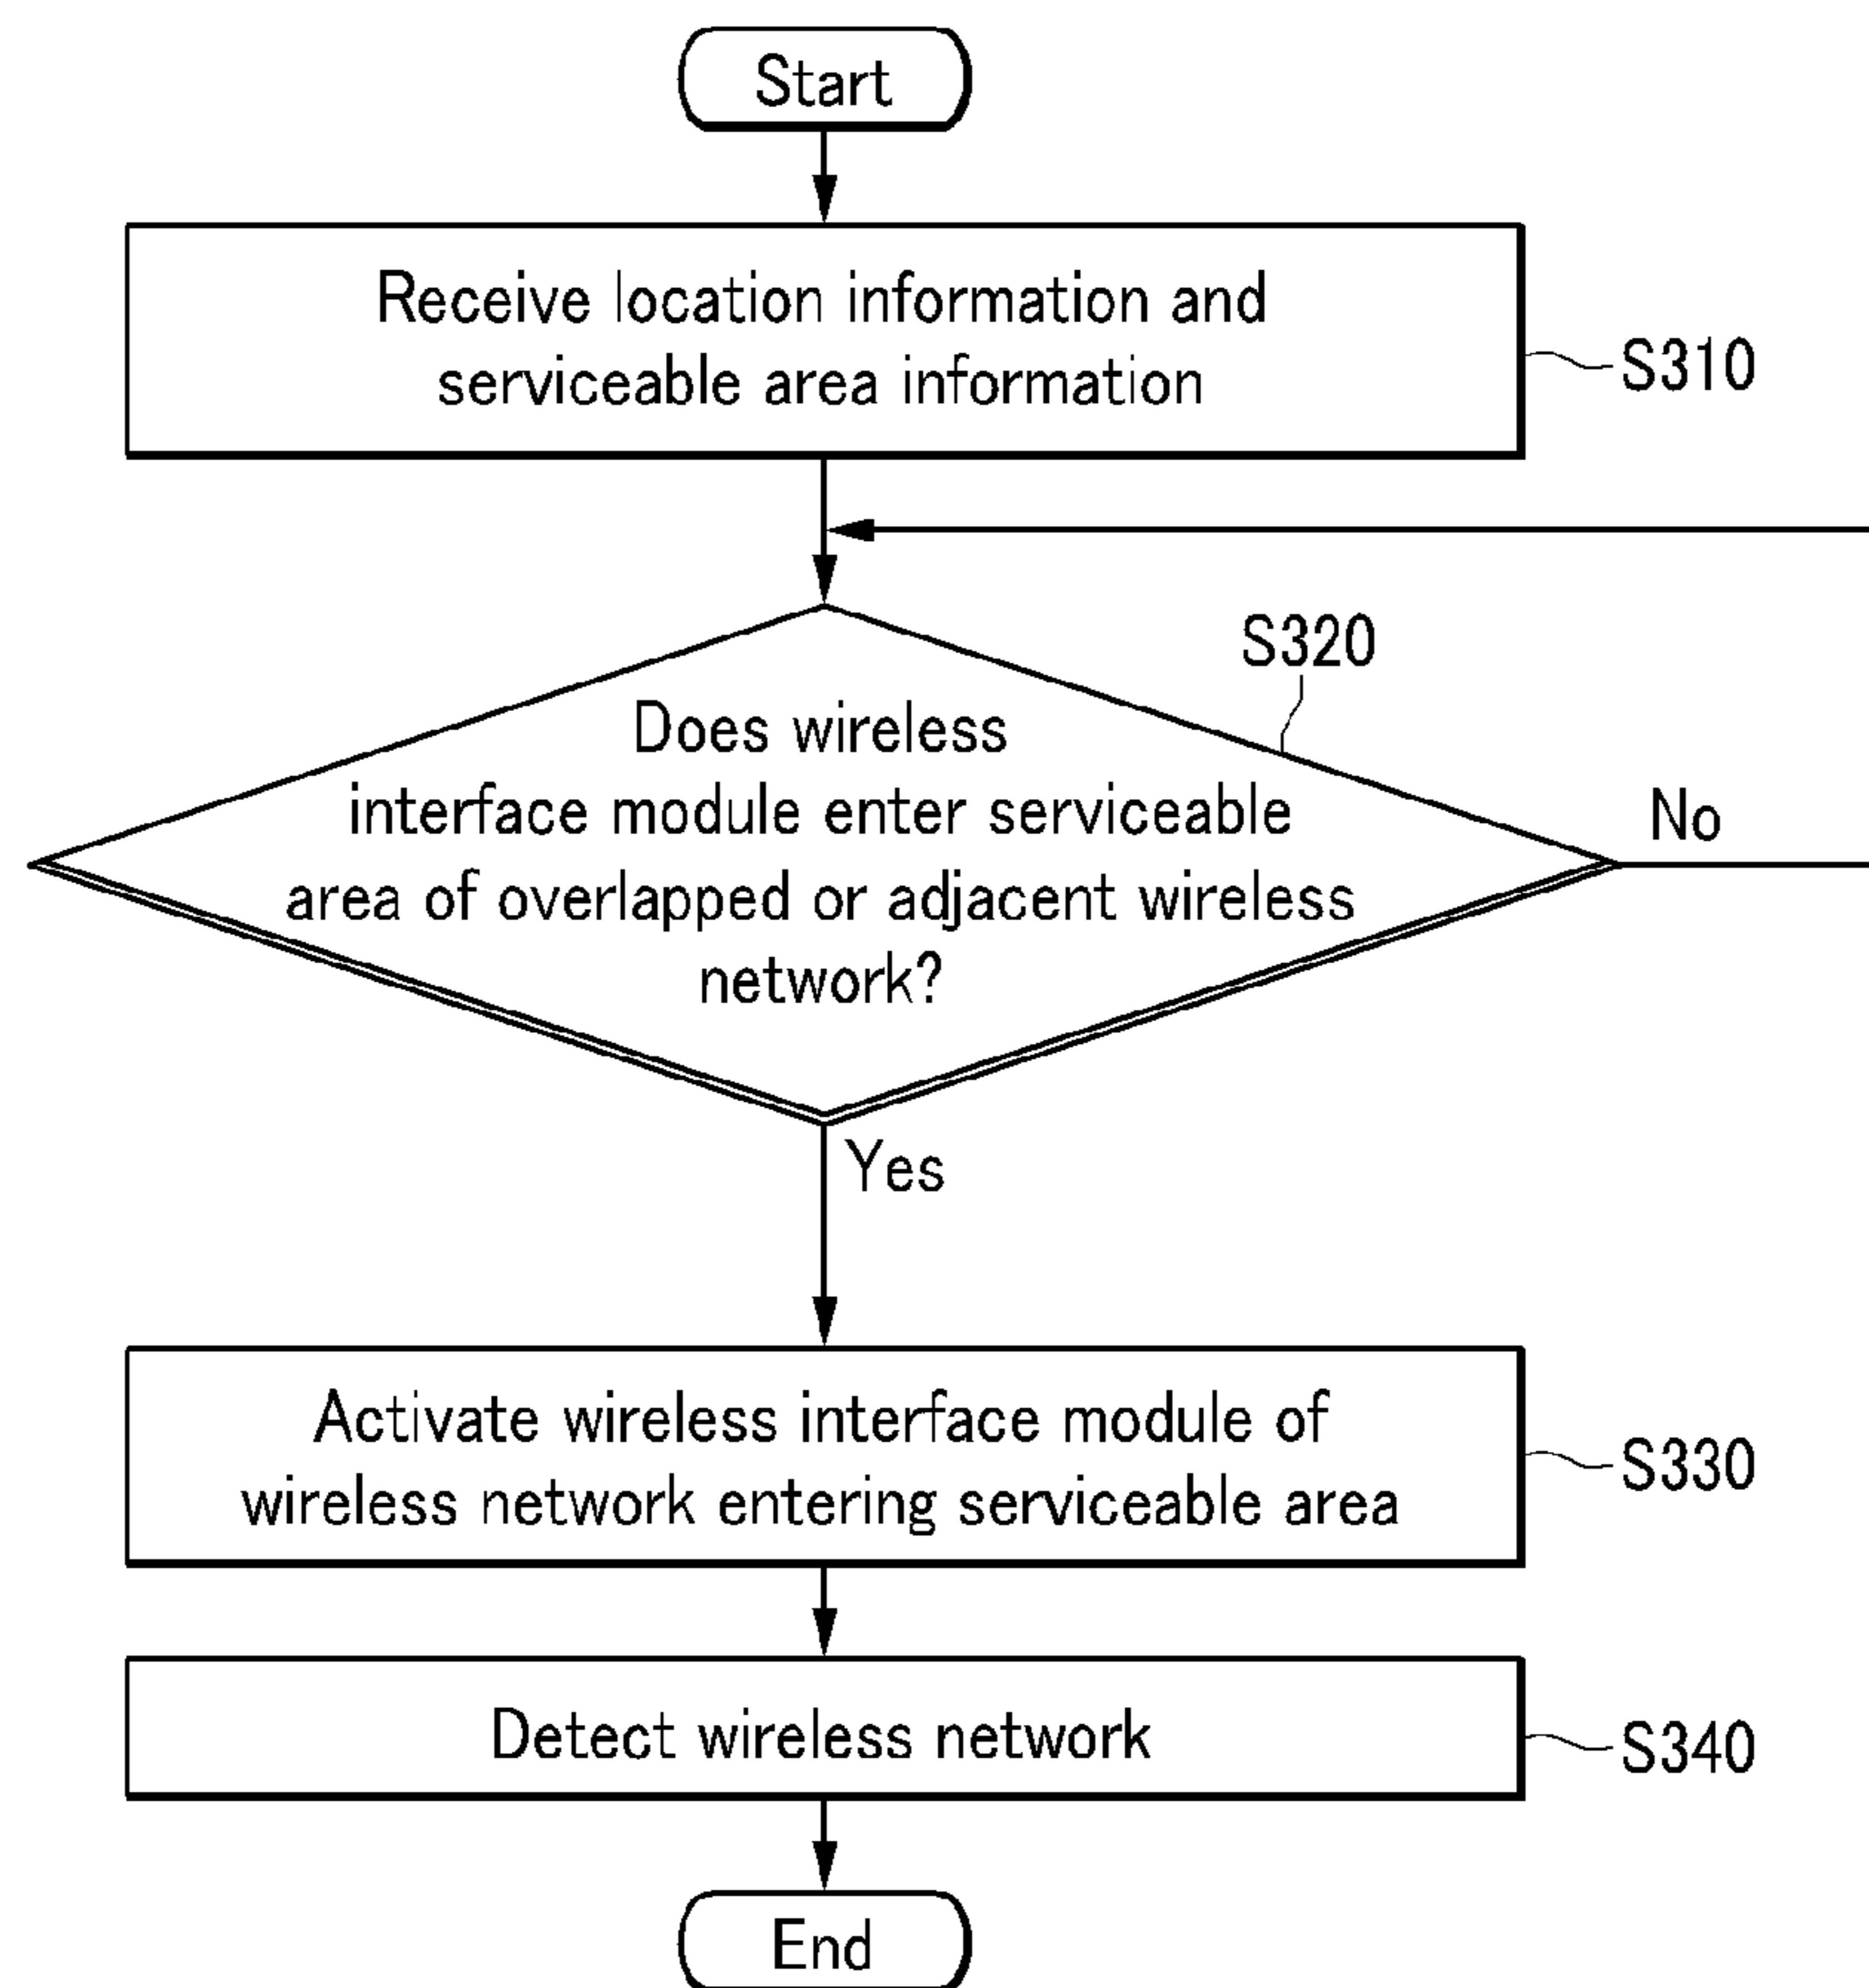 Start
Receive location information and
serviceable area information
S310
S320
Does wireless
interface module enter serviceable
area of overlapped or adjacent wireless
network?
No
Yes
Activate wireless interface module of
wireless network entering serviceable area
S330
Detect wireless network
S340
End